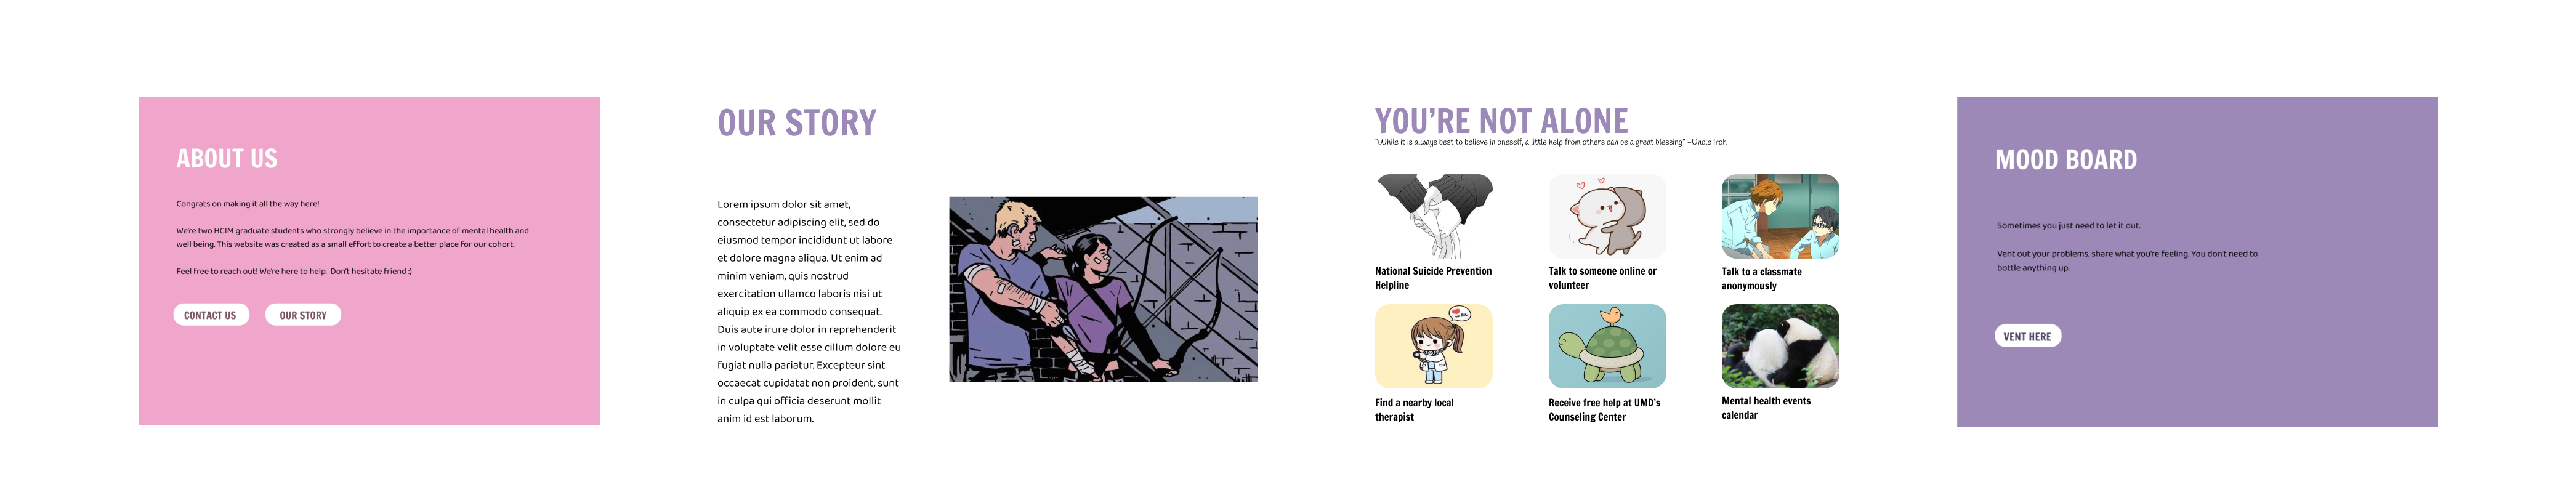 ABOUT US
Congrats on making it all the way here!
We're two HCIM graduate students who strongly believe in the importance of mental health and
well being. This website was created as a small effort to create a better place for our cohort.
Feel free to reach out! We're here to help. Don't hesitate friend :)
CONTACT US
OUR STORY
OUR STORY
Lorem ipsum dolor sit amet,
consectetur adipiscing elit, sed do
eiusmod tempor incididunt ut labore
et dolore magna aliqua. Ut enim ad
minim veniam, quis nostrud
exercitation ullamco laboris nisi ut
aliquip ex ea commodo consequat.
Duis aute irure dolor in reprehenderit
in voluptate velit esse cillum dolore eu
fugiat nulla pariatur. Excepteur sint
occaecat cupidatat non proident, sunt
in culpa qui officia deserunt mollit
anim id est laborum.
YOU'RE NOT ALONE
"While it is always best to believe in oneself, a little help from others can be a great blessing" -Uncle Iroh
National Suicide Prevention
Helpline
Talk to someone online or
volunteer
Talk to a classmate
anonymously
Find a nearby local
therapist
Receive free help at UMD's
Counseling Center
Mental health events
calendar
MOOD BOARD
Sometimes you just need to let it out.
Vent out your problems, share what you're feeling. You don't need to
bottle anything up.
VENT HERE